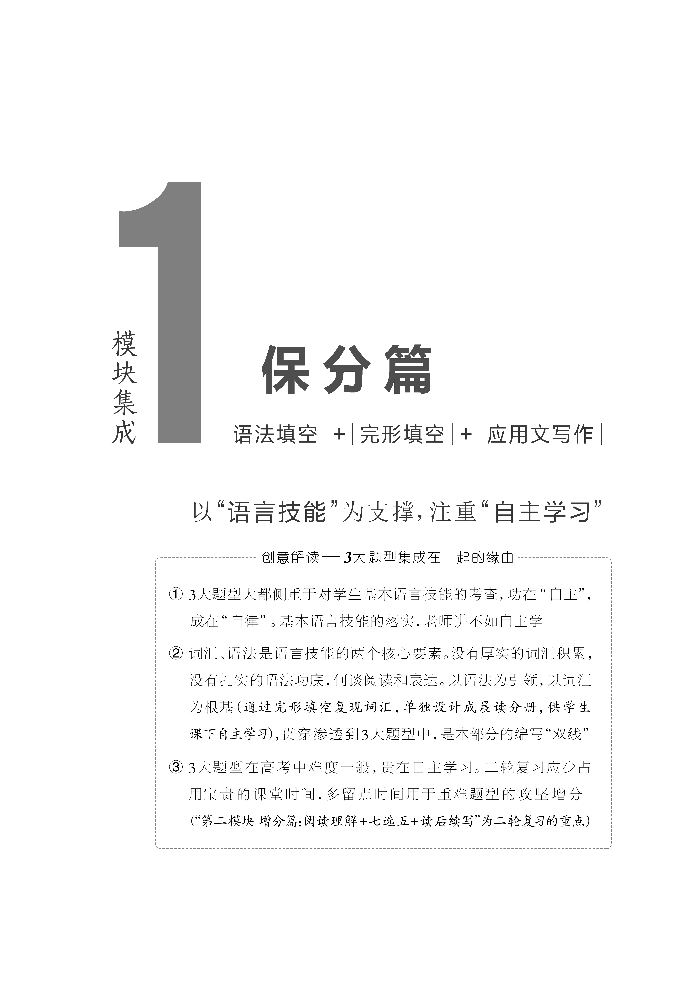 模块集成
1
保分篇
|语法填空|+|完形填空|+|应用文写作|
以“语言技能”为支撑，注重“自主学习”
创意解读—3大题型集成在一起的缘由
① 3大题型大都侧重于对学生基本语言技能的考查，功在“自主”，
成在“自律”。基本语言技能的落实，老师讲不如自主学
② 词汇、语法是语言技能的两个核心要素。没有厚实的词汇积累，
没有扎实的语法功底，何谈阅读和表达。以语法为引领，以词汇
为根基(通过完形填空复现词汇，单独设计成晨读分册，供学生
课下自主学习)，贯穿渗透到3大题型中，是本部分的编写“双线”
③ 3大题型在高考中难度一般，贵在自主学习。二轮复习应少占
用宝贵的课堂时间，多留点时间用于重难题型的攻坚增分
(“第二模块 增分篇：阅读理解+七选五+读后续写”为二轮复习的重点)